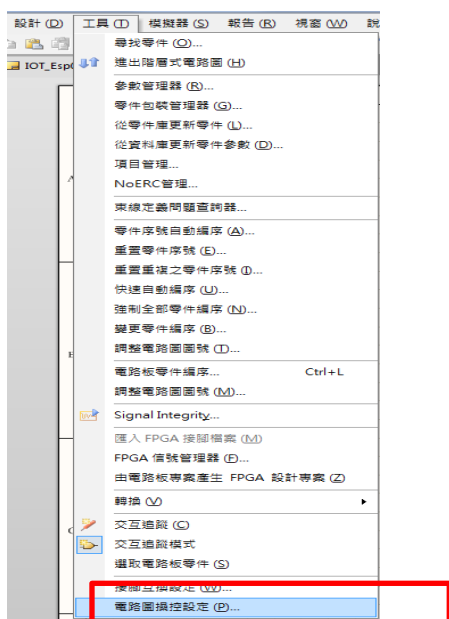 設計 (D) 工具 (T) 模擬器 (S) 報告 (R) 視窗 (W) 說
IOT_Esp
尋找零件 (O)...
進出階層式電路圖 (H)
參數管理器 (R)...
零件包裝管理器 (G)...
從零件庫更新零件 (L)...
從資料庫更新零件參數 (D)...
項目管理...
NoERC管理...
A
束線定義問題查詢器...
零件序號自動編序 (A)...
重置零件序號 (E)...
重置重複之零件序號 (I)...
快速自動編序 (U)...
強制全部零件編序 (N)...
變更零件編序 (B)...
調整電路圖圖號 (T)...
電路板零件編序... Ctrl+L
調整電路圖圖號 (M)...
Signal Integrity...
匯入 FPGA 接腳檔案 (M)
FPGA 信號管理器 (F)...
由電路板專案產生 FPGA 設計專案 (Z)
轉換 (V)
交互追蹤 (C)
交互追蹤模式
選取電路板零件 (S)
接腳互換設定 (W)...
電路圖操控設定 (P)...